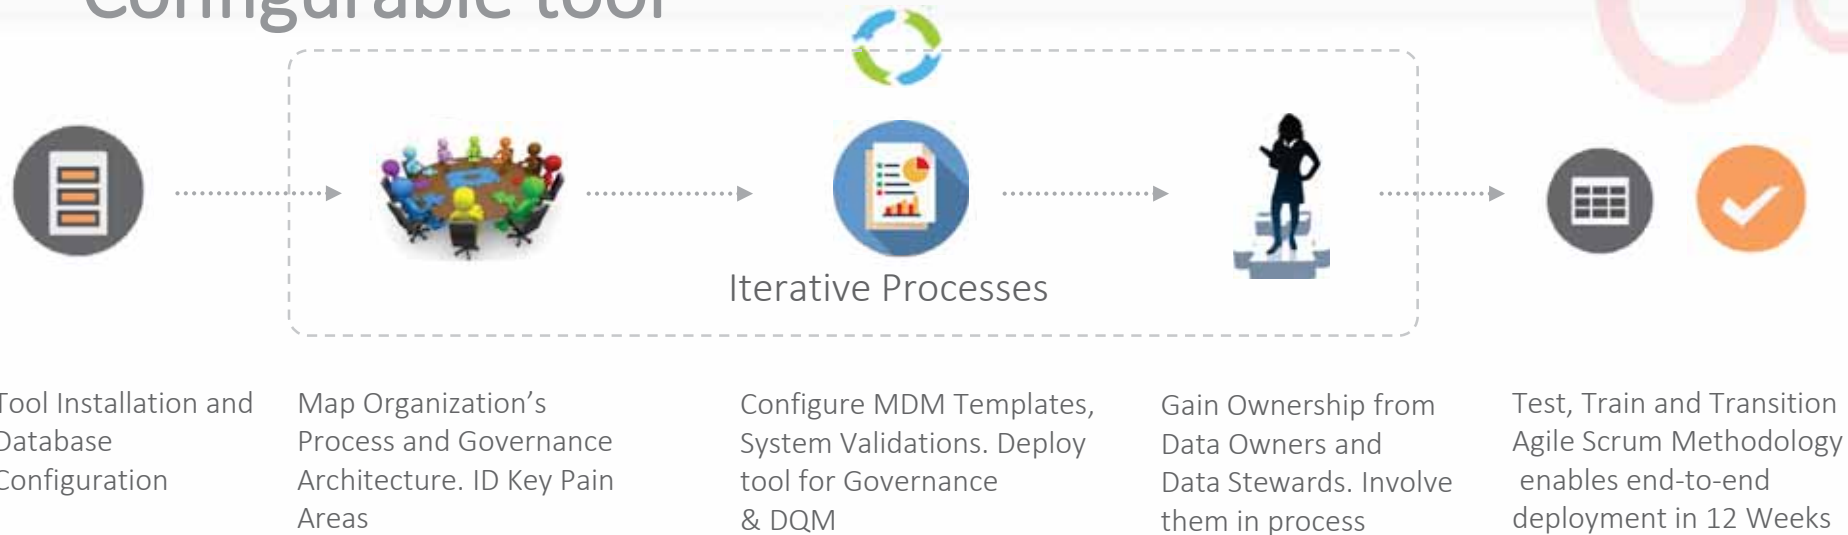 Configurable tool
Iterative Processes
Tool Installation and
Database
Configuration
Map Organization's
Process and Governance
Architecture. ID Key Pain
Areas
Configure MDM Templates,
System Validations. Deploy
tool for Governance
& DQM
Gain Ownership from
Data Owners and
Data Stewards. Involve
them in process
Test, Train and Transition
Agile Scrum Methodology
enables end-to-end
deployment in 12 Weeks